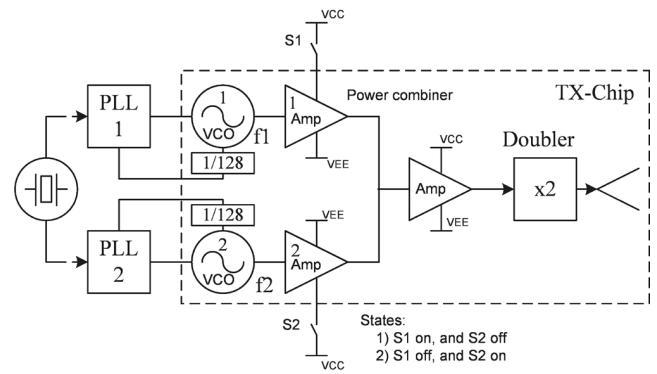 VCC
S1
TX-Chip
Power combiner
PLL
1
1
VCO
f1
1
Amp
1/128
VEE
VCC
Doubler
Amp
x2
VEE
1/128
VEE
PLL
2
2
VCO
f2
2
Amp
S2
VCC
States:
1) S1 on, and S2 off
2) S1 off, and S2 on